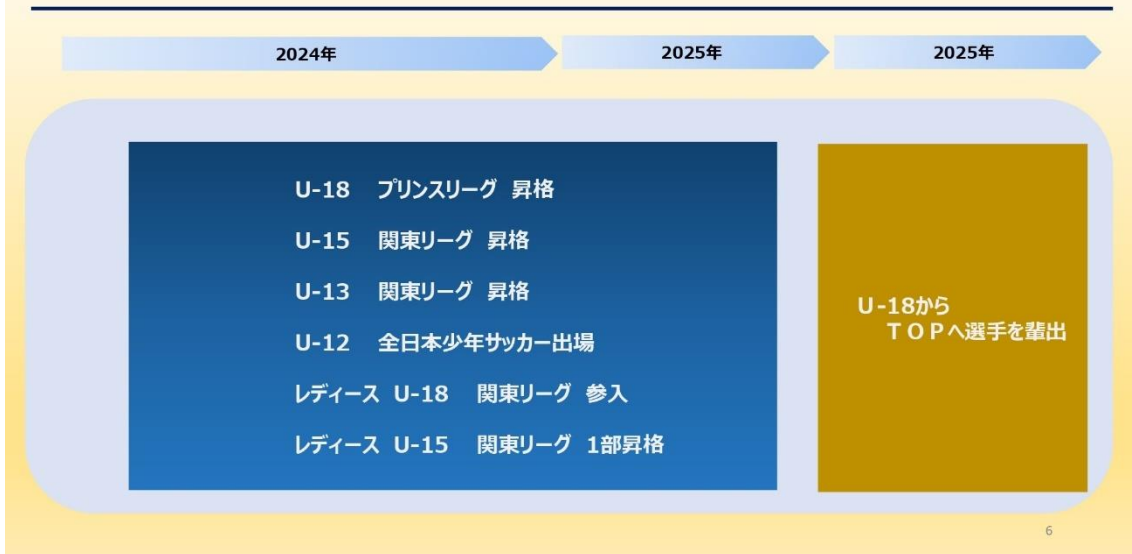 2024年
2025年
2025年
U-18 プリンスリーグ 昇格
U-15 関東リーグ 昇格
U-13 関東リーグ 昇格
U-12 全日本少年サッカー出場
レディース U-18 関東リーグ 参入
レディース U-15 関東リーグ 1部昇格
U-18から
ＴＯＰへ選手を輩出
6